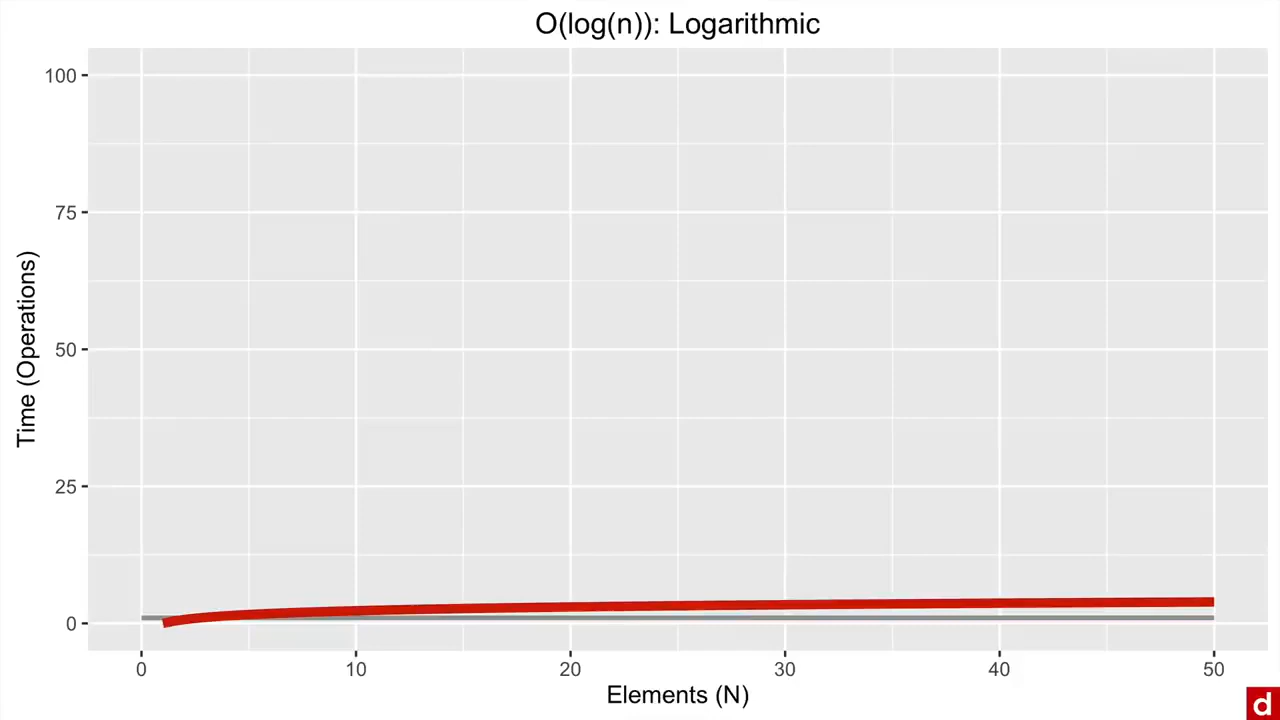 O(log(n)): Logarithmic
100
75
50
25
0
Time (Operations)
0 10 20 30 40 50
Elements (N)
d